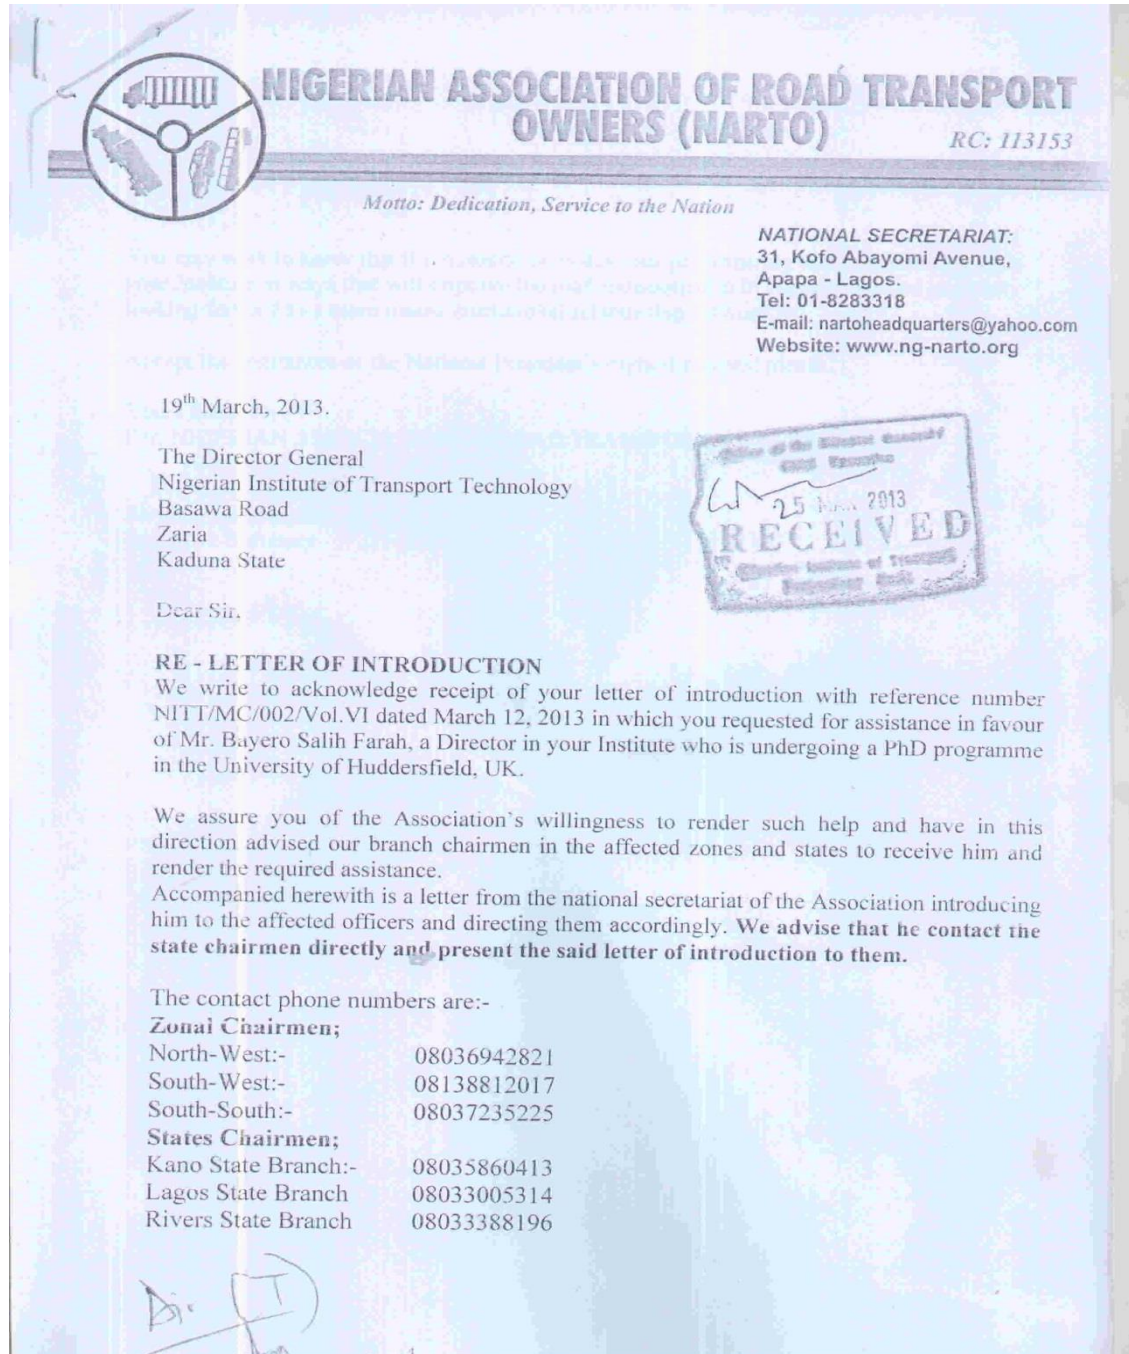 NIGERIAN ASSOCIATION OF ROAD TRANSPORT
OWNERS (NARTO)
RC: 113153
Motto: Dedication, Service to the Nation
NATIONAL SECRETARIAT:
31, Kofo Abayomi Avenue,
Apapa - Lagos.
Tel: 01-8283318
E-mail: nartoheadquarters@yahoo.com
Website: www.ng-narto.org
19th March, 2013.
The Director General
Nigerian Institute of Transport Technology
Basawa Road
Zaria
Kaduna State
Office of the Director General/
25 2013
RECEIVED
Dear Sir,
RE - LETTER OF INTRODUCTION
We write to acknowledge receipt of your letter of introduction with reference number
NITT/MC/002/Vol.VI dated March 12, 2013 in which you requested for assistance in favour
of Mr. Bayero Salih Farah, a Director in your Institute who is undergoing a PhD programme
in the University of Huddersfield, UK.
We assure you of the Association's willingness to render such help and have in this
direction advised our branch chairmen in the affected zones and states to receive him and
render the required assistance.
Accompanied herewith is a letter from the national secretariat of the Association introducing
him to the affected officers and directing them accordingly. We advise that he contact the
state chairmen directly and present the said letter of introduction to them.
The contact phone numbers are:-
Zonal Chairmen;
North-West:- 08036942821
South-West:- 08138812017
South-South:- 08037235225
States Chairmen;
Kano State Branch:- 08035860413
Lagos State Branch 08033005314
Rivers State Branch 08033388196